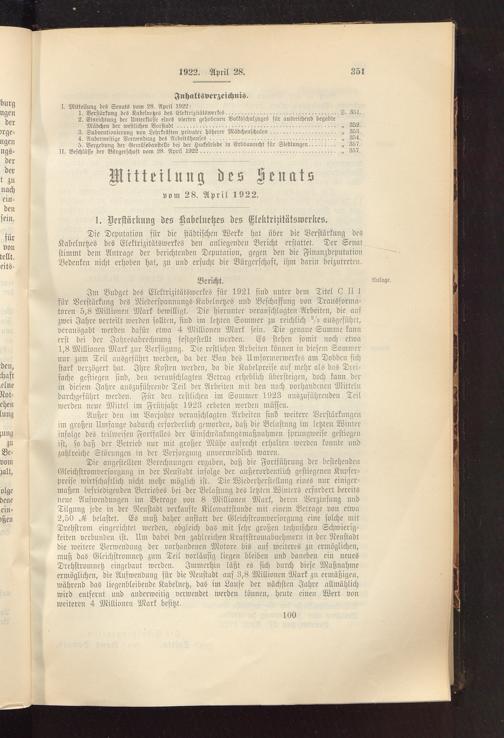 1922. April 28. 351
Inhaltsverzeichnis.
I. Mitteilung des Senats vom 28. April 1922:
1. Verstärkung des Kabelnetzes des Elektrizitätswerkes S. 351.
2. Einrichtung der Unterklasse eines vierten gehobenen Volksschulzuges für ausreichend begabte
Mädchen der westlichen Vorstadt „ 352.
3. Subventionierung von Lehrkräften privater höherer Mädchenschulen „ 353.
4. Anderweitige Verwendung des Arbeitshauses „ 354.
5. Vergebung der Grenzlandstelle bei der Huckelriede in Erbbaurecht für Siedlungen „ 357.
II. Beschlüsse der Bürgerschaft vom 28. April 1922 „ 357.
Mitteilung des Senats
vom 28. April 1922.
1. Verstärkung des Kabelnetzes des Elektrizitätswerkes.
Die Deputation für die städtischen Werke hat über die Verstärkung des
Kabelnetzes des Elektrizitätswerkes den anliegenden Bericht erstattet. Der Senat
stimmt dem Antrage der berichtenden Deputation, gegen den die Finanzdeputation
Bedenken nicht erhoben hat, zu und ersucht die Bürgerschaft, ihm darin beizutreten.
Bericht. Anlage.
Im Budget des Elektrizitätswerkes für 1921 sind unter dem Titel C II 1
für Verstärkung des Niederspannungs-Kabelnetzes und Beschaffung von Transforma-
toren 5,8 Millionen Mark bewilligt. Die hierunter veranschlagten Arbeiten, die auf
zwei Jahre verteilt werden sollten, sind im letzten Sommer zu reichlich ausgeführt,
verausgabt werden dafür etwa 4 Millionen Mark sein. Die genaue Summe kann
erst bei der Jahresabrechnung festgestellt werden. Es stehen somit noch etwa
1,8 Millionen Mark zur Verfügung. Die restlichen Arbeiten können in diesem Sommer
nur zum Teil ausgeführt werden, da der Bau des Umformerwerkes am Dobben sich
stark verzögert hat. Ihre Kosten werden, da die Kabelpreise auf mehr als das Drei-
fache gestiegen sind, den veranschlagten Betrag erheblich übersteigen, doch kann der
in diesem Jahre auszuführende Teil der Arbeiten mit den noch vorhandenen Mitteln
durchgeführt werden. Für den restlichen im Sommer 1923 auszuführenden Teil
werden neue Mittel im Frühjahr 1923 erbeten werden müssen.
Außer den im Vorjahre veranschlagten Arbeiten sind weitere Verstärkungen
im großen Umfange dadurch erforderlich geworden, daß die Belastung im letzten Winter
infolge des teilweisen Fortfalles der Einschränkungsmaßnahmen sprungweise gestiegen
ist, so daß der Betrieb nur mit großer Mühe aufrecht erhalten werden konnte und
zahlreiche Störungen in der Versorgung unvermeidlich waren.
Die angestellten Berechnungen ergaben, daß die Fortführung der bestehenden
Gleichstromversorgung in der Neustadt infolge der außerordentlich gestiegenen Kupfer-
preise wirtschaftlich nicht mehr möglich ist. Die Wiederherstellung eines nur einiger-
maßen befriedigenden Betriebes bei der Belastung des letzten Winters erfordert bereits
neue Aufwendungen im Betrage von 8 Millionen Mark, deren Verzinsung und
Tilgung jede in der Neustadt verkaufte Kilowattstunde mit einem Betrage von etwa
2,50 ℳ belastet. Es muß daher anstatt der Gleichstromversorgung eine solche mit
Drehstrom eingerichtet werden, obgleich das mit sehr großen technischen Schwierig-
keiten verbunden ist. Um dabei den zahlreichen Kraftstromabnehmern in der Neustadt
die weitere Verwendung der vorhandenen Motore bis auf weiteres zu ermöglichen,
muß das Gleichstromnetz zum Teil vorläufig liegen bleiben und daneben ein neues
Drehstromnetz eingebaut werden. Immerhin läßt es sich durch diese Maßnahme
ermöglichen, die Aufwendung für die Neustadt auf 3,8 Millionen Mark zu ermäßigen,
während das liegenbleibende Kabelnetz, das im Laufe der nächsten Jahre allmählich
wird entfernt und anderweitig verwendet werden können, heute einen Wert von
weiteren 4 Millionen Mark besitzt.
100